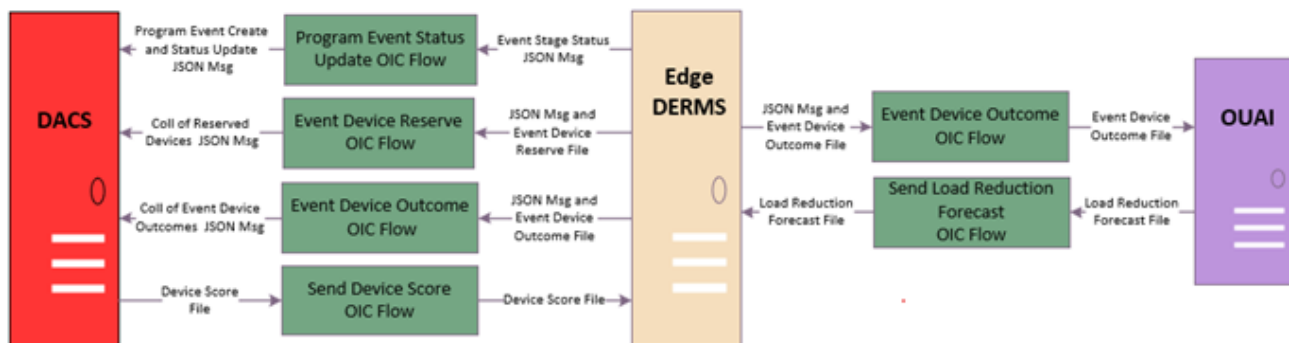 DACS
Program Event Create
and Status Update
JSON Msg
Program Event Status
Update OIC Flow
Event Stage Status
JSON Msg
Coll of Reserved
Devices JSON Msg
Event Device Reserve
OIC Flow
JSON Msg and
Event Device
Reserve File
Coll of Event Device
Outcomes JSON Msg
Event Device Outcome
OIC Flow
JSON Msg and
Event Device
Outcome File
Device Score
File
Send Device Score
OIC Flow
Device Score File
Edge
DERMS
JSON Msg and
Event Device
Outcome File
Event Device Outcome
OIC Flow
Event Device
Outcome File
Load Reduction
Forecast File
Send Load Reduction
Forecast
OIC Flow
Load Reduction
Forecast File
OUAI